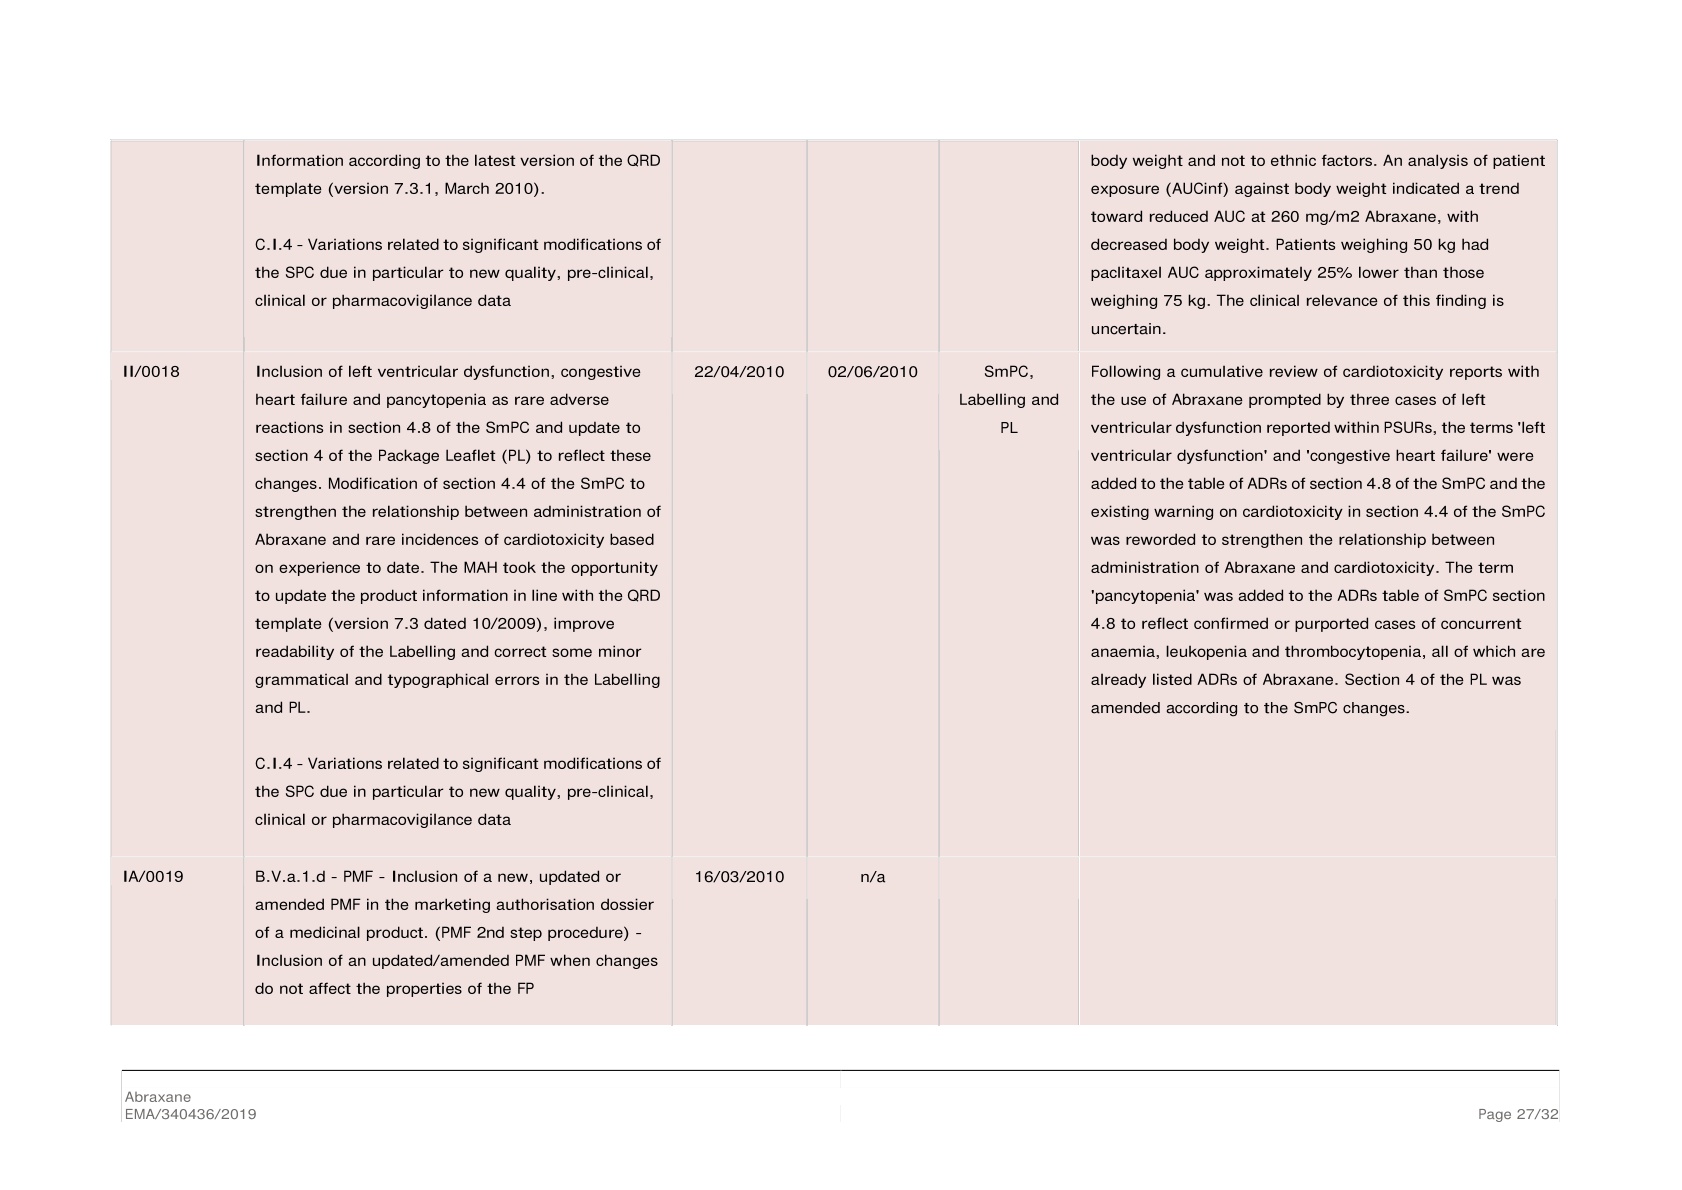 Information according to the latest version of the QRD
template (version 7.3.1, March 2010).
C.I.4 - Variations related to significant modifications of
the SPC due in particular to new quality, pre-clinical,
clinical or pharmacovigilance data
body weight and not to ethnic factors. An analysis of patient
exposure (AUCinf) against body weight indicated a trend
toward reduced AUC at 260 mg/m2 Abraxane, with
decreased body weight. Patients weighing 50 kg had
paclitaxel AUC approximately 25% lower than those
weighing 75 kg. The clinical relevance of this finding is
uncertain.
II/0018
Inclusion of left ventricular dysfunction, congestive
heart failure and pancytopenia as rare adverse
reactions in section 4.8 of the SmPC and update to
section 4 of the Package Leaflet (PL) to reflect these
changes. Modification of section 4.4 of the SmPC to
strengthen the relationship between administration of
Abraxane and rare incidences of cardiotoxicity based
on experience to date. The MAH took the opportunity
to update the product information in line with the QRD
template (version 7.3 dated 10/2009), improve
readability of the Labelling and correct some minor
grammatical and typographical errors in the Labelling
and PL.
C.I.4 - Variations related to significant modifications of
the SPC due in particular to new quality, pre-clinical,
clinical or pharmacovigilance data
22/04/2010
02/06/2010
SmPC,
Labelling and
PL
Following a cumulative review of cardiotoxicity reports with
the use of Abraxane prompted by three cases of left
ventricular dysfunction reported within PSURs, the terms 'left
ventricular dysfunction' and 'congestive heart failure' were
added to the table of ADRs of section 4.8 of the SmPC and the
existing warning on cardiotoxicity in section 4.4 of the SmPC
was reworded to strengthen the relationship between
administration of Abraxane and cardiotoxicity. The term
'pancytopenia' was added to the ADRs table of SmPC section
4.8 to reflect confirmed or purported cases of concurrent
anaemia, leukopenia and thrombocytopenia, all of which are
already listed ADRs of Abraxane. Section 4 of the PL was
amended according to the SmPC changes.
IA/0019
B.V.a.1.d - PMF - Inclusion of a new, updated or
amended PMF in the marketing authorisation dossier
of a medicinal product. (PMF 2nd step procedure) -
Inclusion of an updated/amended PMF when changes
do not affect the properties of the FP
16/03/2010
n/a
Abraxane
EMA/340436/2019
Page 27/32